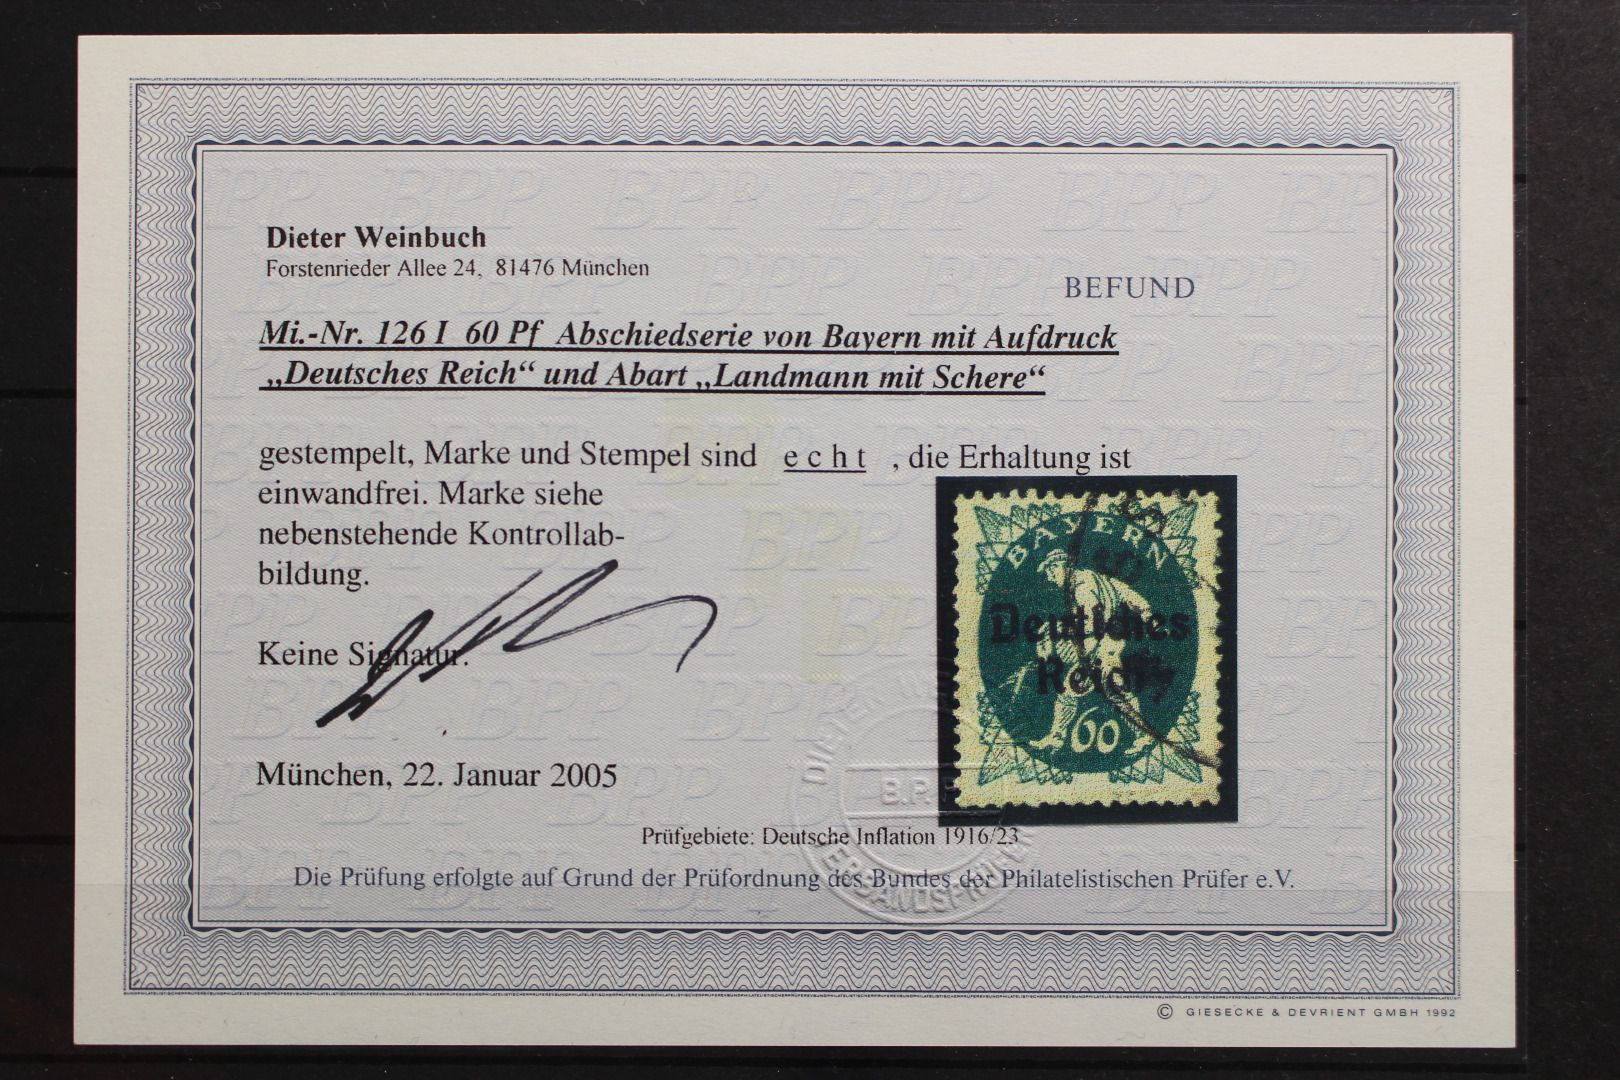 Dieter Weinbuch
Forstenrieder Allee 24, 81476 München
BEFUND
Mi.-Nr. 126 I 60 Pf Abschiedserie von Bayern mit Aufdruck
„Deutsches Reich“ und Abart „Landmann mit Schere“
gestempelt, Marke und Stempel sind e c h t , die Erhaltung ist
einwandfrei. Marke siehe
nebenstehende Kontrollab-
bildung.
Keine Signatur.
München, 22. Januar 2005
BAYERN
Deutsches
Reich
60
B.P.P.
Prüfgebiete: Deutsche Inflation 1916/23
Die Prüfung erfolgte auf Grund der Prüfordnung des Bundes der Philatelistischen Prüfer e.V.
© GIESECKE & DEVRIENT GMBH 1992